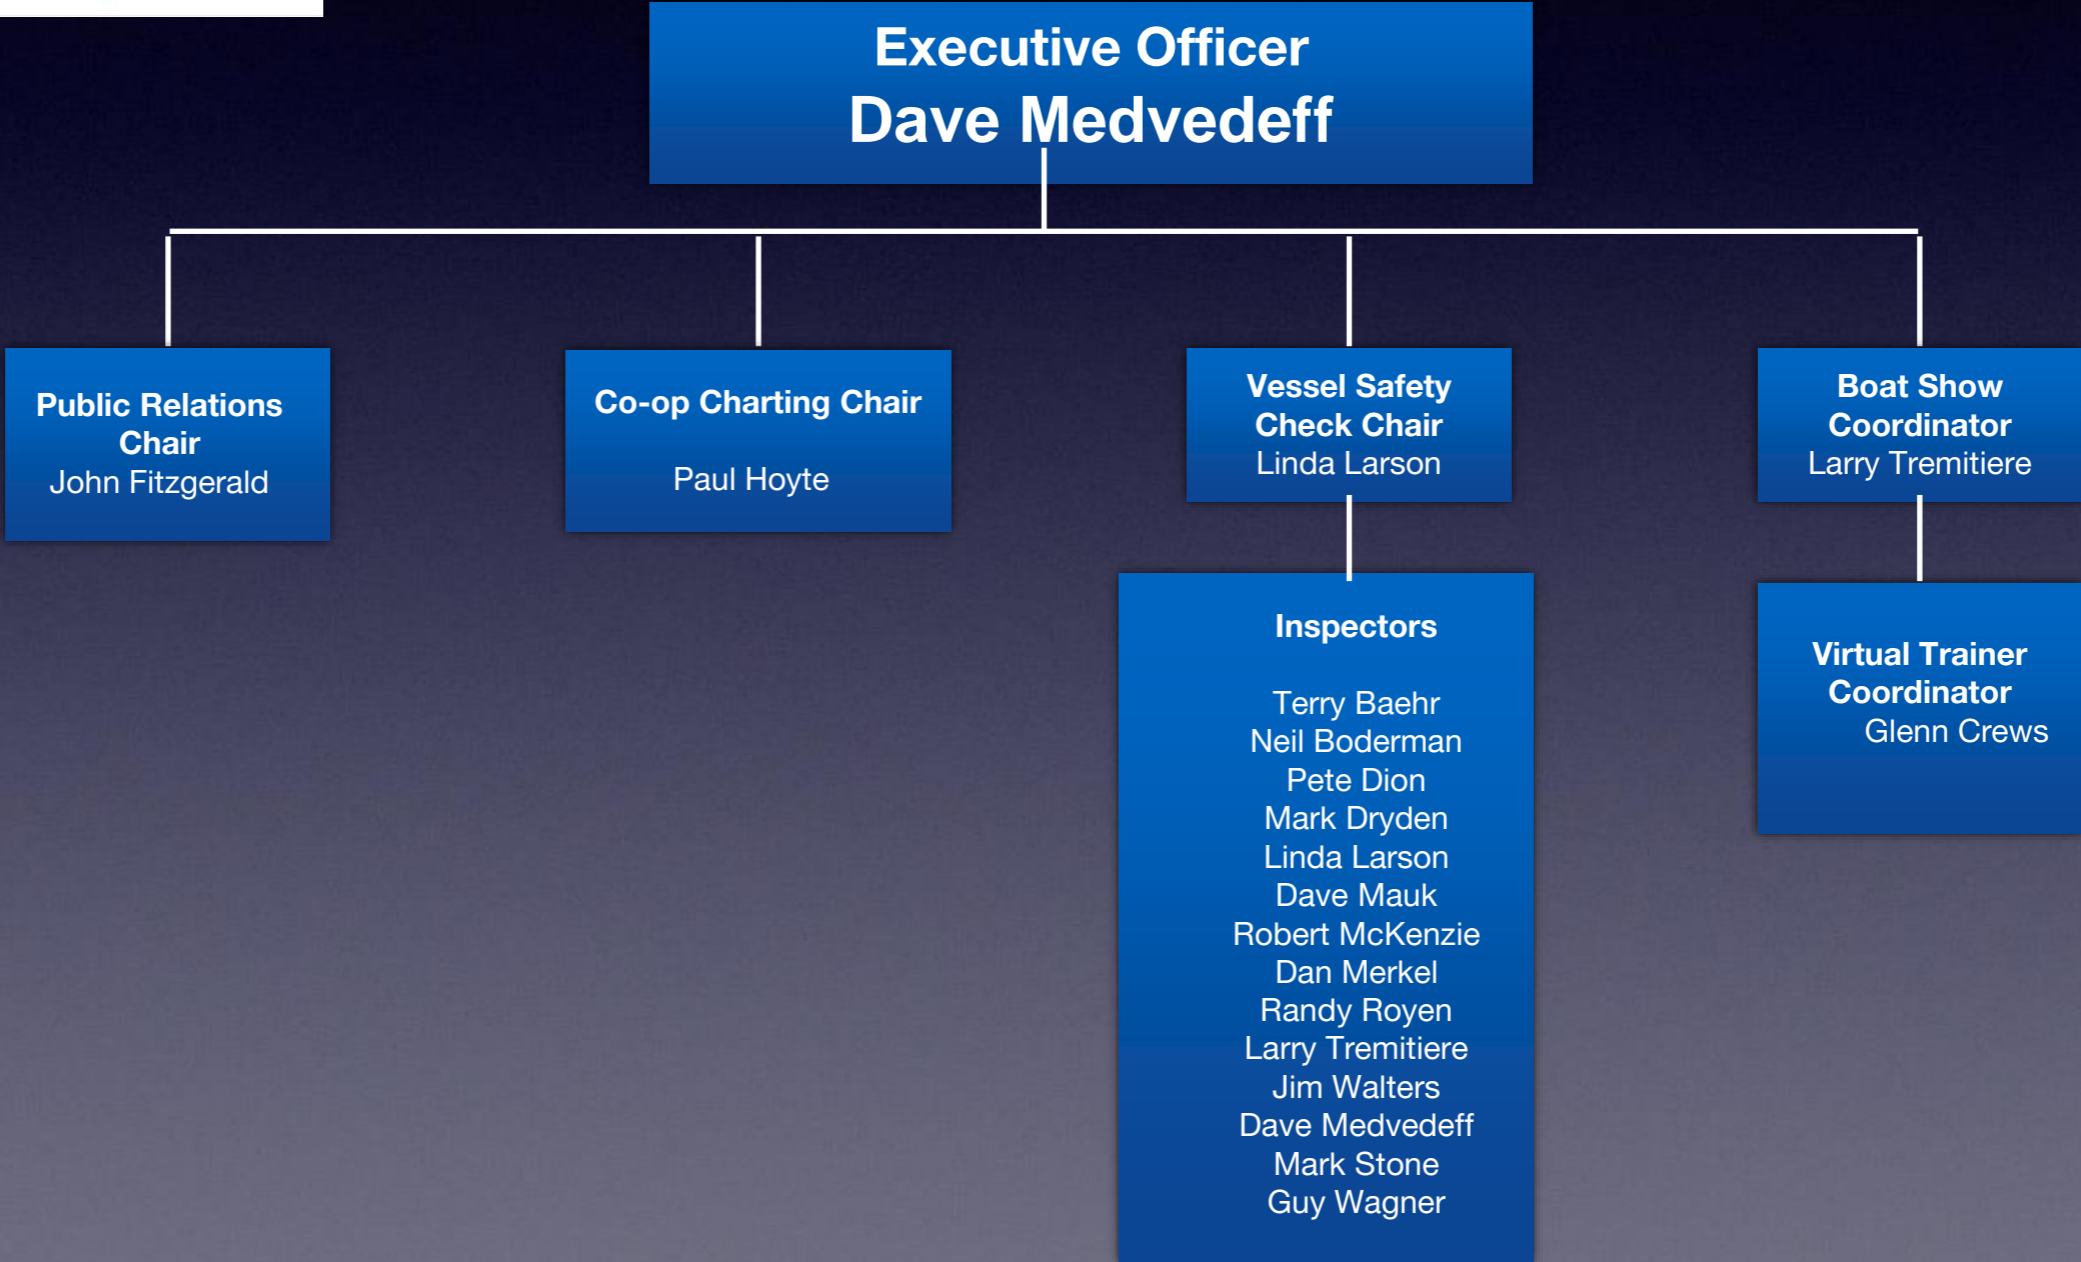 Executive Officer
Dave Medvedeff
Public Relations
Chair
John Fitzgerald
Co-op Charting Chair
Paul Hoyte
Vessel Safety
Check Chair
Linda Larson
Boat Show
Coordinator
Larry Tremitiere
Inspectors
Terry Baehr
Neil Boderman
Pete Dion
Mark Dryden
Linda Larson
Dave Mauk
Robert McKenzie
Dan Merkel
Randy Royen
Larry Tremitiere
Jim Walters
Dave Medvedeff
Mark Stone
Guy Wagner
Virtual Trainer
Coordinator
Glenn Crews